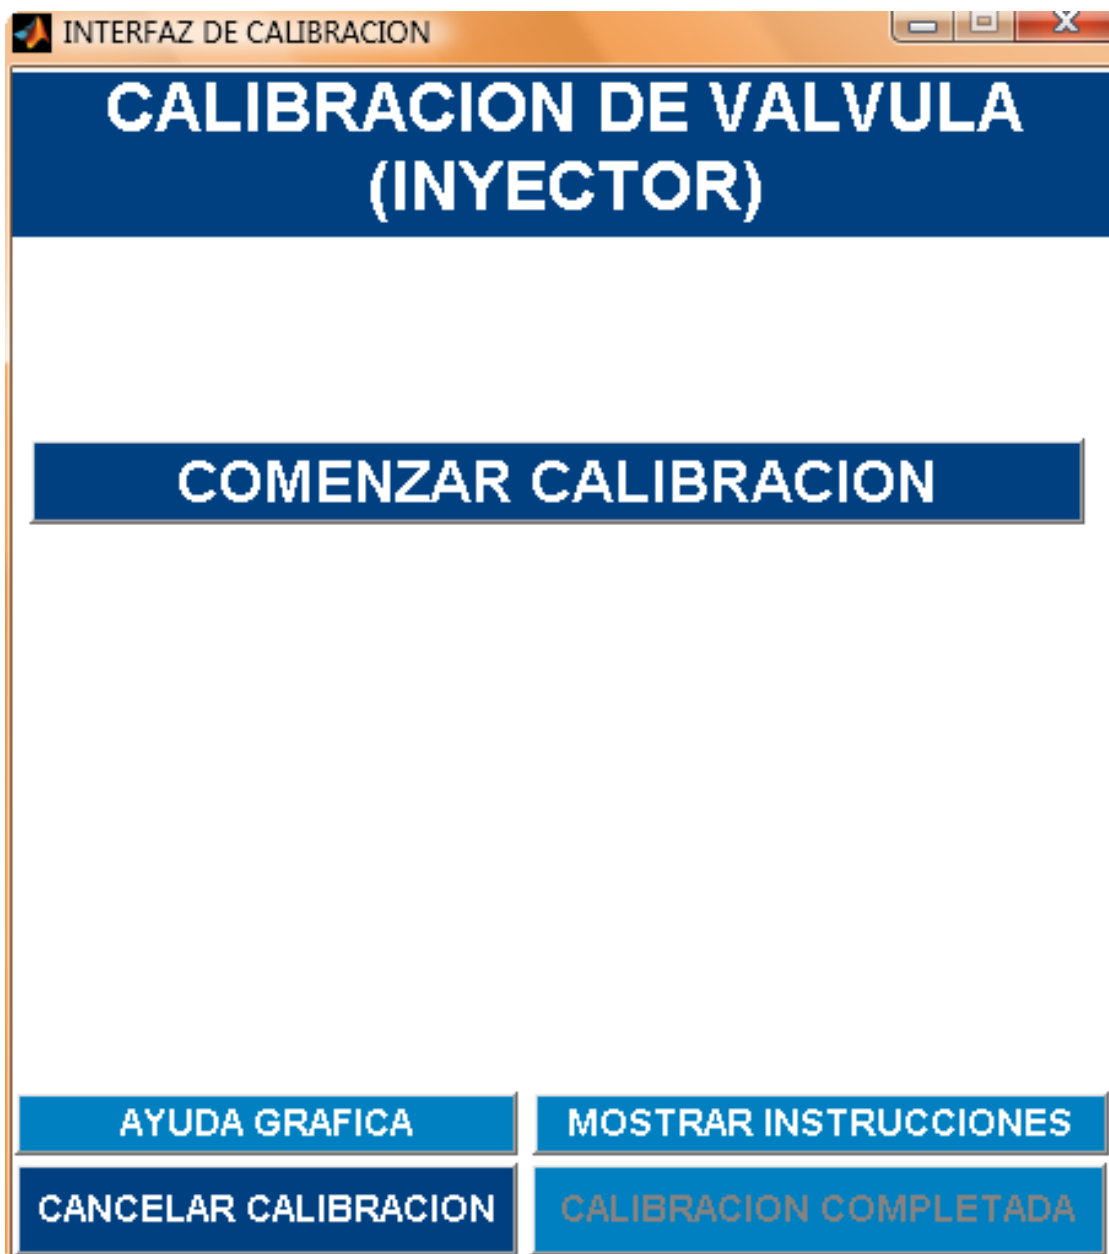 INTERFAZ DE CALIBRACION
CALIBRACION DE VALVULA
(INYECTOR)
COMENZAR CALIBRACION
AYUDA GRAFICA
MOSTRAR INSTRUCCIONES
CANCELAR CALIBRACION
CALIBRACION COMPLETADA